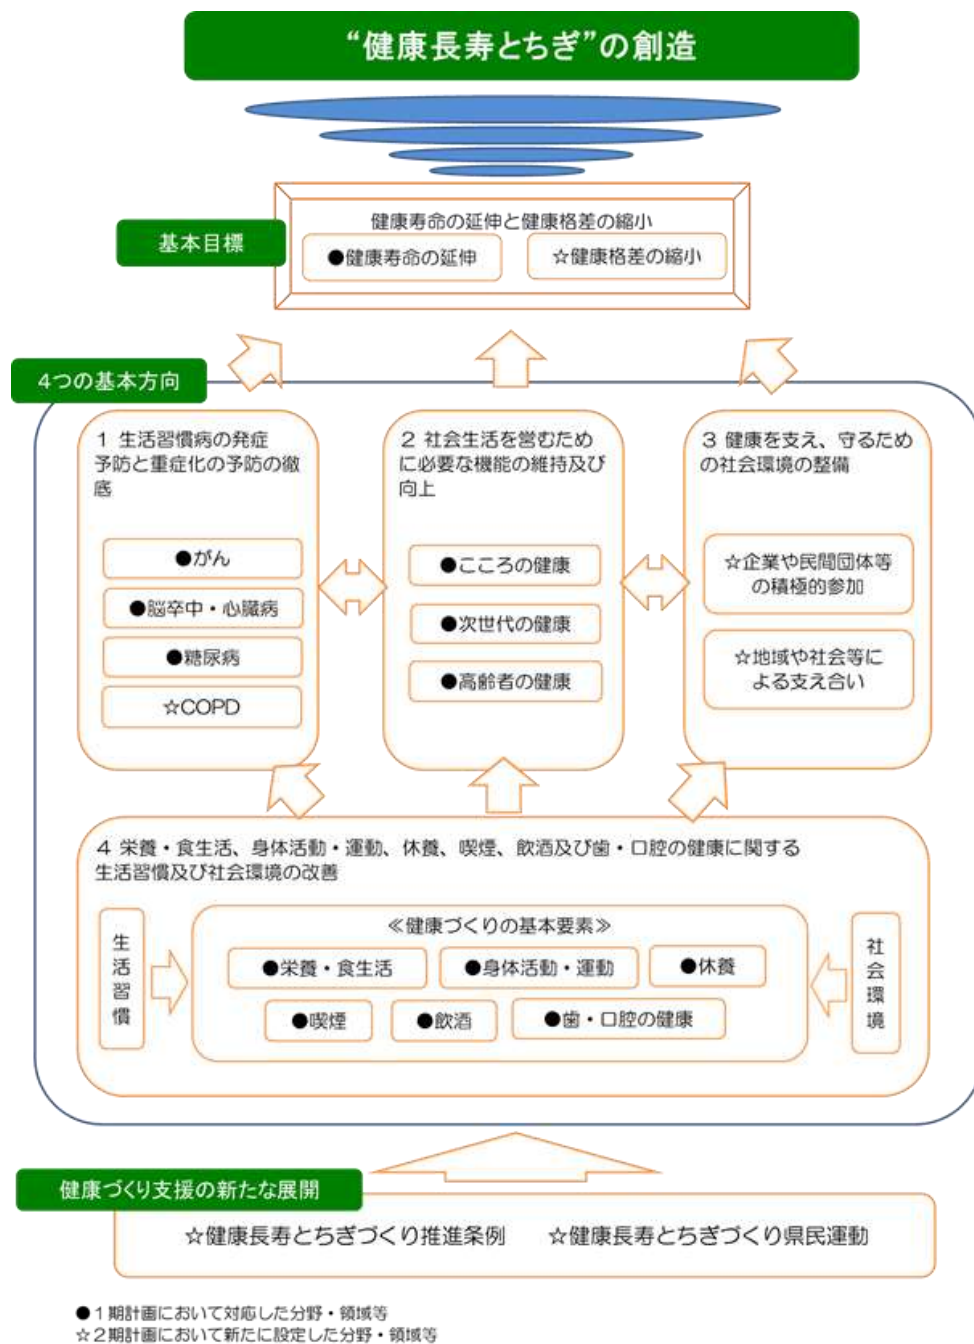 “健康長寿とちぎ”の創造
基本目標
健康寿命の延伸と健康格差の縮小
●健康寿命の延伸
☆健康格差の縮小
4つの基本方向
1 生活習慣病の発症
予防と重症化の予防の徹
底
●がん
●脳卒中・心臓病
●糖尿病
☆COPD
2 社会生活を営むため
に必要な機能の維持及び
向上
●こころの健康
●次世代の健康
●高齢者の健康
3 健康を支え、守るため
の社会環境の整備
☆企業や民間団体等
の積極的参加
☆地域や社会等に
よる支え合い
4 栄養・食生活、身体活動・運動、休養、喫煙、飲酒及び歯・口腔の健康に関する
生活習慣及び社会環境の改善
生活習慣
≪健康づくりの基本要素≫
●栄養・食生活
●身体活動・運動
●休養
●喫煙
●飲酒
●歯・口腔の健康
社会環境
健康づくり支援の新たな展開
☆健康長寿とちぎづくり推進条例
☆健康長寿とちぎづくり県民運動
●1期計画において対応した分野・領域等
☆2期計画において新たに設定した分野・領域等